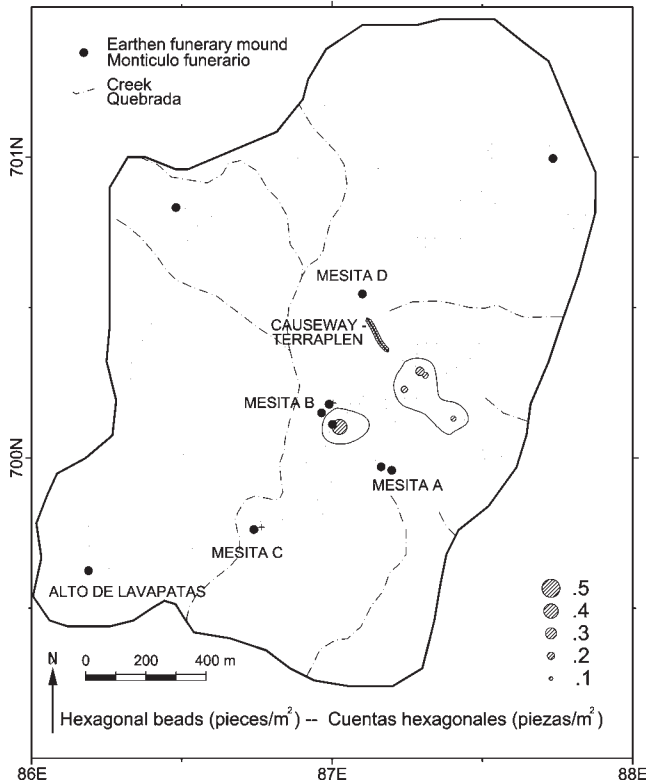 Earthen funerary mound
Monticulo funerario
Creek
Quebrada
701N
MESITA D
CAUSEWAY -
TERRAPLEN
MESITA B
700N
MESITA A
MESITA C
ALTO DE LAVAPATAS
.5
.4
.3
.2
.1
N
0 200 400 m
Hexagonal beads (pieces/m²) -- Cuentas hexagonales (piezas/m²)
86E 87E 88E